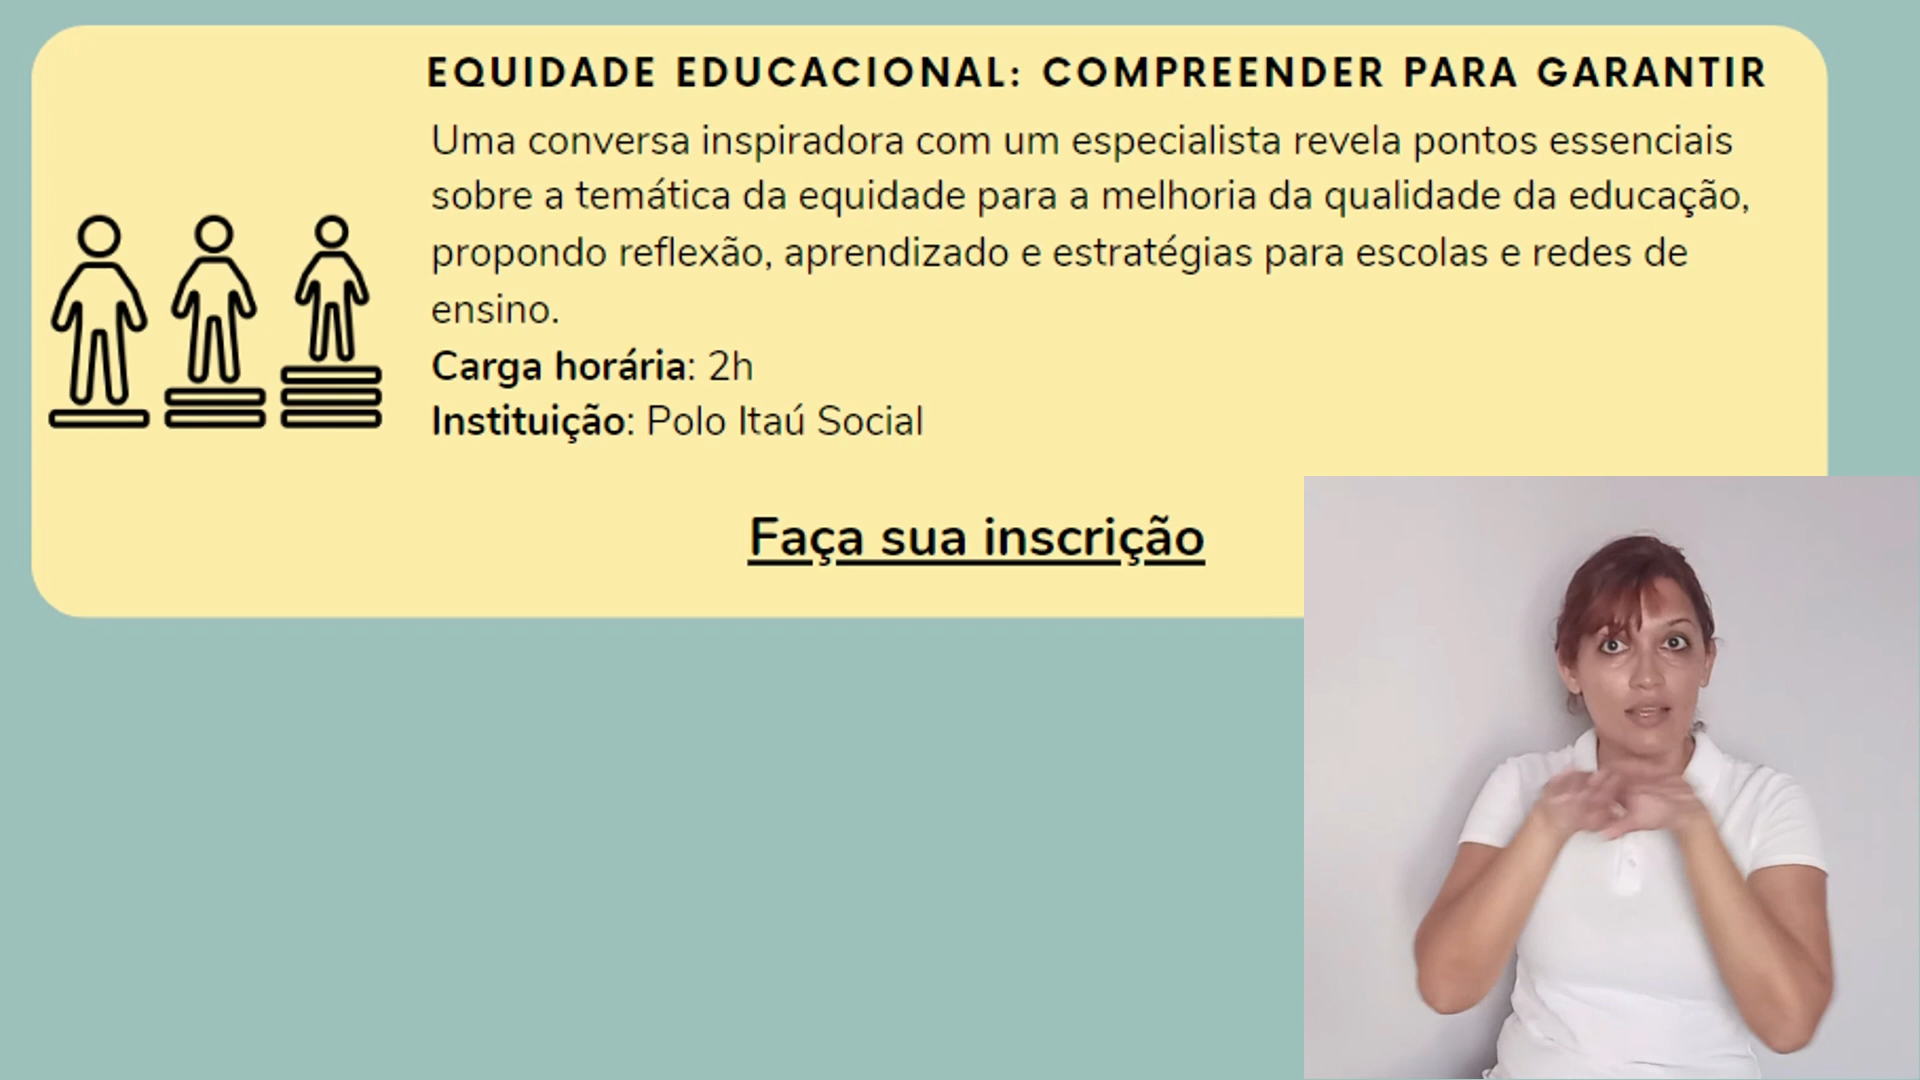 EQUIDADE EDUCACIONAL: COMPREENDER PARA GARANTIR
Uma conversa inspiradora com um especialista revela pontos essenciais
sobre a temática da equidade para a melhoria da qualidade da educação,
propondo reflexão, aprendizado e estratégias para escolas e redes de
ensino.
Carga horária: 2h
Instituição: Polo Itaú Social
Faça sua inscrição